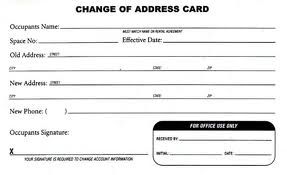 CHANGE OF ADDRESS CARD
Occupants Name:
MUST MATCH NAME ON RENTAL AGREEMENT
Space No: Effective Date:
Old Address: STREET
CITY STATE ZIP
New Address: STREET
CITY STATE ZIP
New Phone: ( )
Occupants Signature:
FOR OFFICE USE ONLY
RECEIVED BY:
X
INITIAL: DATE:
YOUR SIGNATURE IS REQUIRED TO CHANGE ACCOUNT INFORMATION